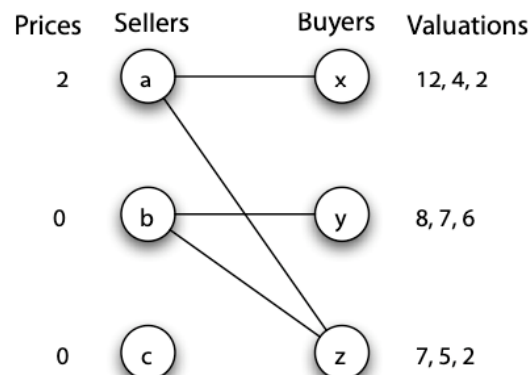 Prices Sellers Buyers Valuations
2 a x 12, 4, 2
0 b y 8, 7, 6
0 c z 7, 5, 2